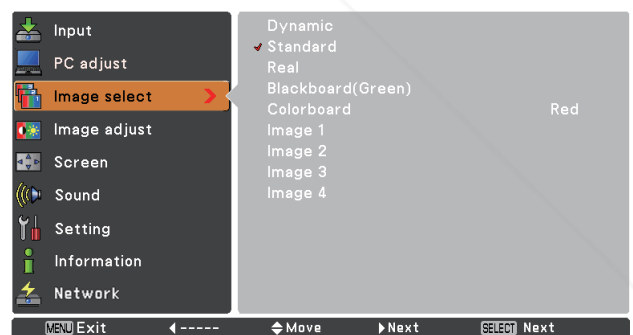 Input
PC adjust
Image select
Image adjust
Screen
Sound
Setting
Information
Network
Dynamic
Standard
Real
Blackboard(Green)
Colorboard Red
Image 1
Image 2
Image 3
Image 4
MENU Exit ----- Move Next SELECT Next